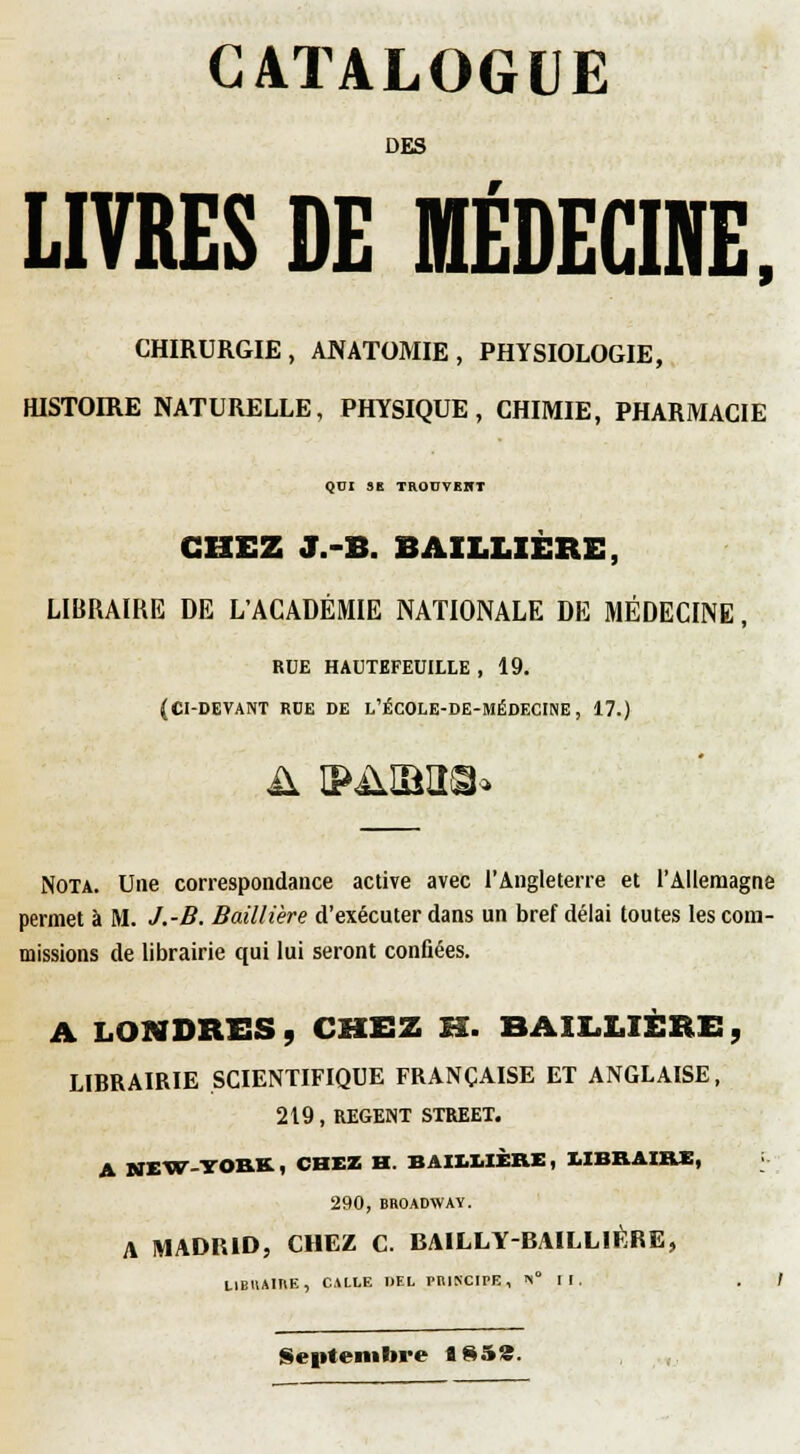 CATALOGUE
DES
LIVRES DE MÉDECINE,
CHIRURGIE, ANATOMIE, PHYSIOLOGIE,
HISTOIRE NATURELLE, PHYSIQUE, CHIMIE, PHARMACIE
QUI SE TROUVENT
CHEZ J.-B. BAILLIÈRE,
LIBRAIRE DE L'ACADÉMIE NATIONALE DE MÉDECINE,
RUE HAUTEFEUILLE, 19.
(CI-DEVANT RUE DE L'ÉCOLE-DE-MÉDECINE, 17.)
A PARIS.
NOTA. Une correspondance active avec l'Angleterre et l'Allemagne
permet à M. J.-B. Baillière d'exécuter dans un bref délai toutes les com-
missions de librairie qui lui seront confiées.
A LONDRES, CHEZ H. BAILLIÈRE,
LIBRAIRIE SCIENTIFIQUE FRANÇAISE ET ANGLAISE,
219, REGENT STREET.
A NEW-YORK, CHEZ H. BAILLIÈRE, LIBRAIRE,
290, BROADWAY.
A MADRID, CHEZ C. BAILLY-BAILLIÈRE,
LIBRAIRE, CALLE DEL PRINCIPE, N° 11.
Septembre 1852.